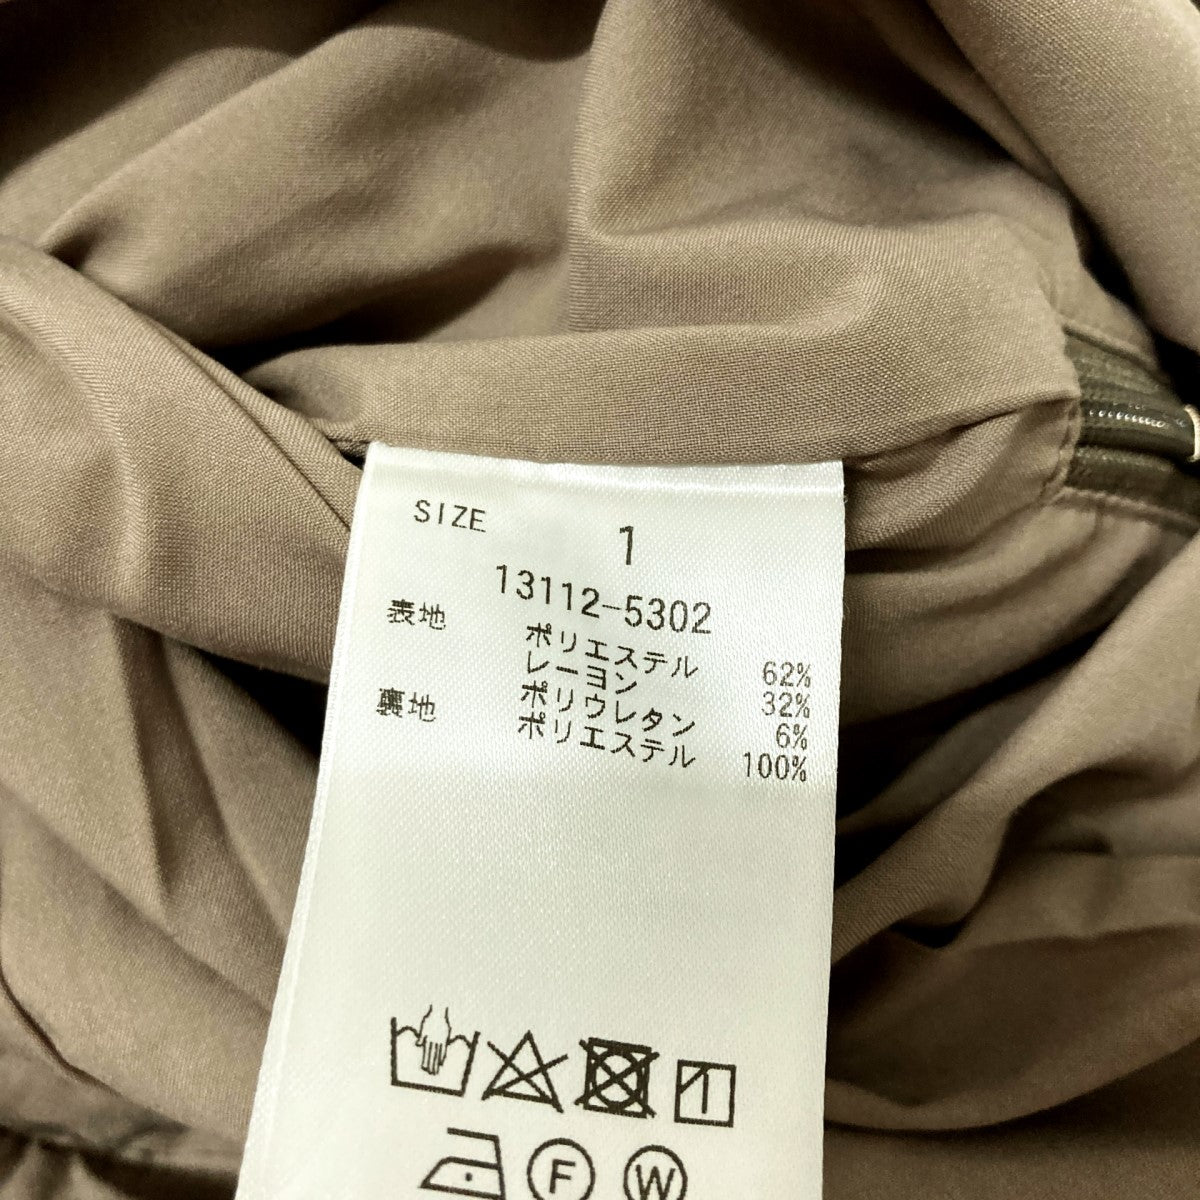 SIZE 1
13112-5302
表地 ポリエステル 62%
レーヨン 32%
ポリウレタン 6%
裏地 ポリエステル 100%
F W